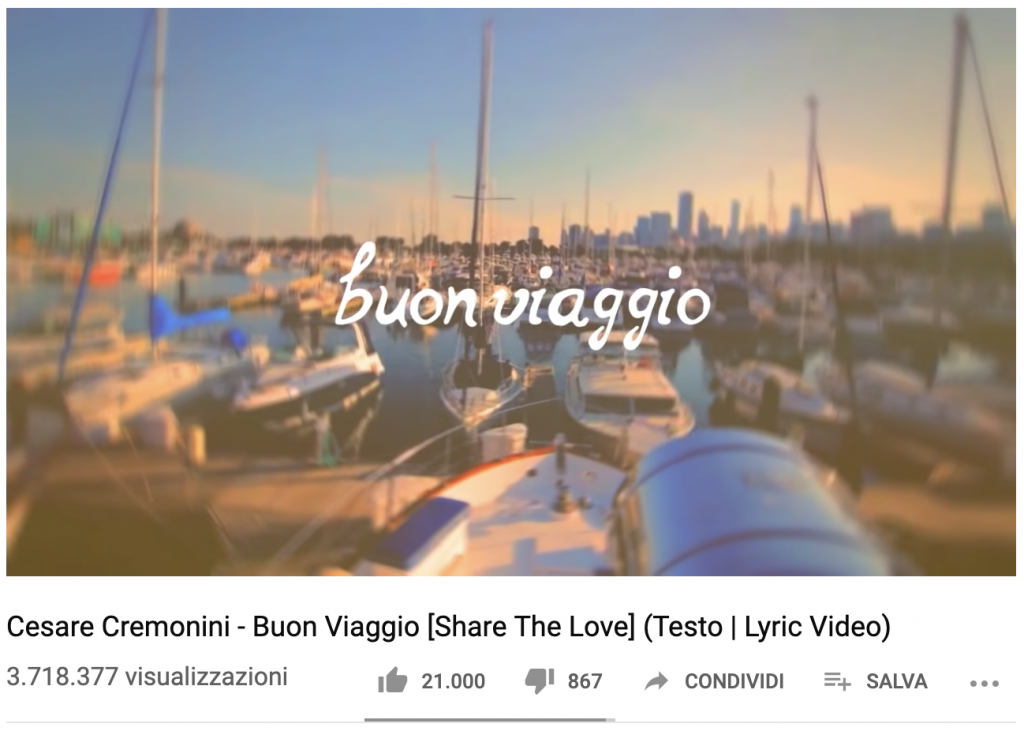 buon viaggio
Cesare Cremonini - Buon Viaggio [Share The Love] (Testo | Lyric Video)
3.718.377 visualizzazioni 21.000 867 CONDIVIDI SALVA